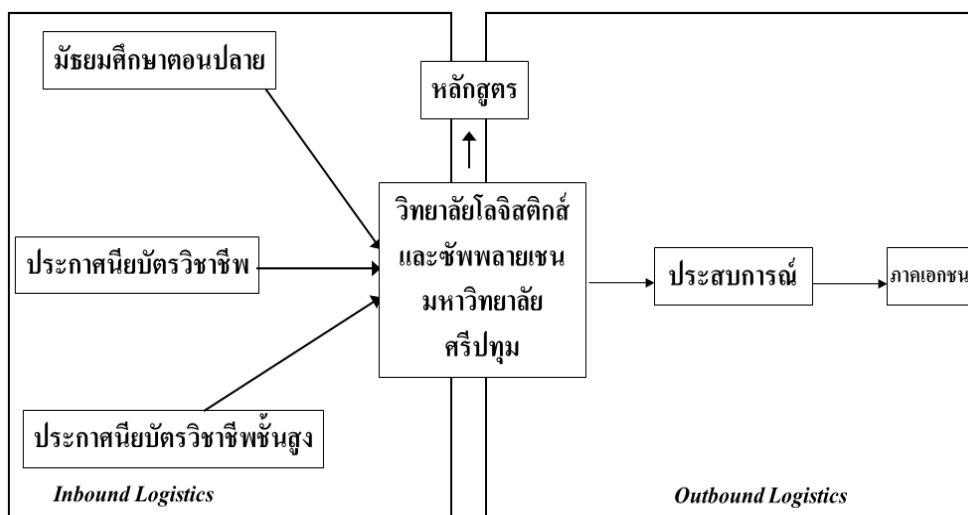 มัธยมศึกษาตอนปลาย
หลักสูตร
วิทยาลัยโลจิสติกส์
และซัพพลายเชน
มหาวิทยาลัย
ศรีปทุม
ประกาศนียบัตรวิชาชีพ
ประสบการณ์
ภาคเอกชน
ประกาศนียบัตรวิชาชีพชั้นสูง
Inbound Logistics
Outbound Logistics